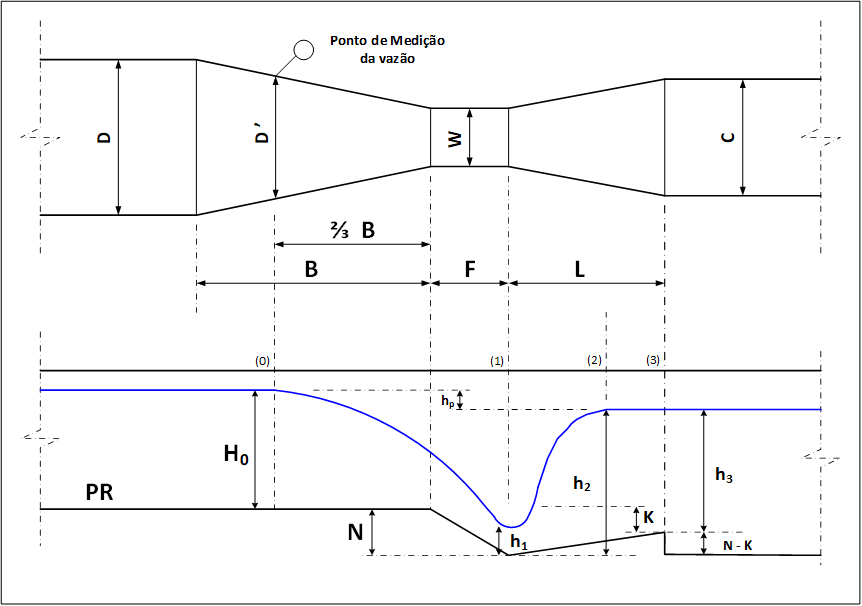 Ponto de Medição
da vazão
D
D’
W
C
⅔ B
B
F
L
(0)
(1)
(2)
(3)
hp
H0
h3
h2
PR
K
N
h1
N - K